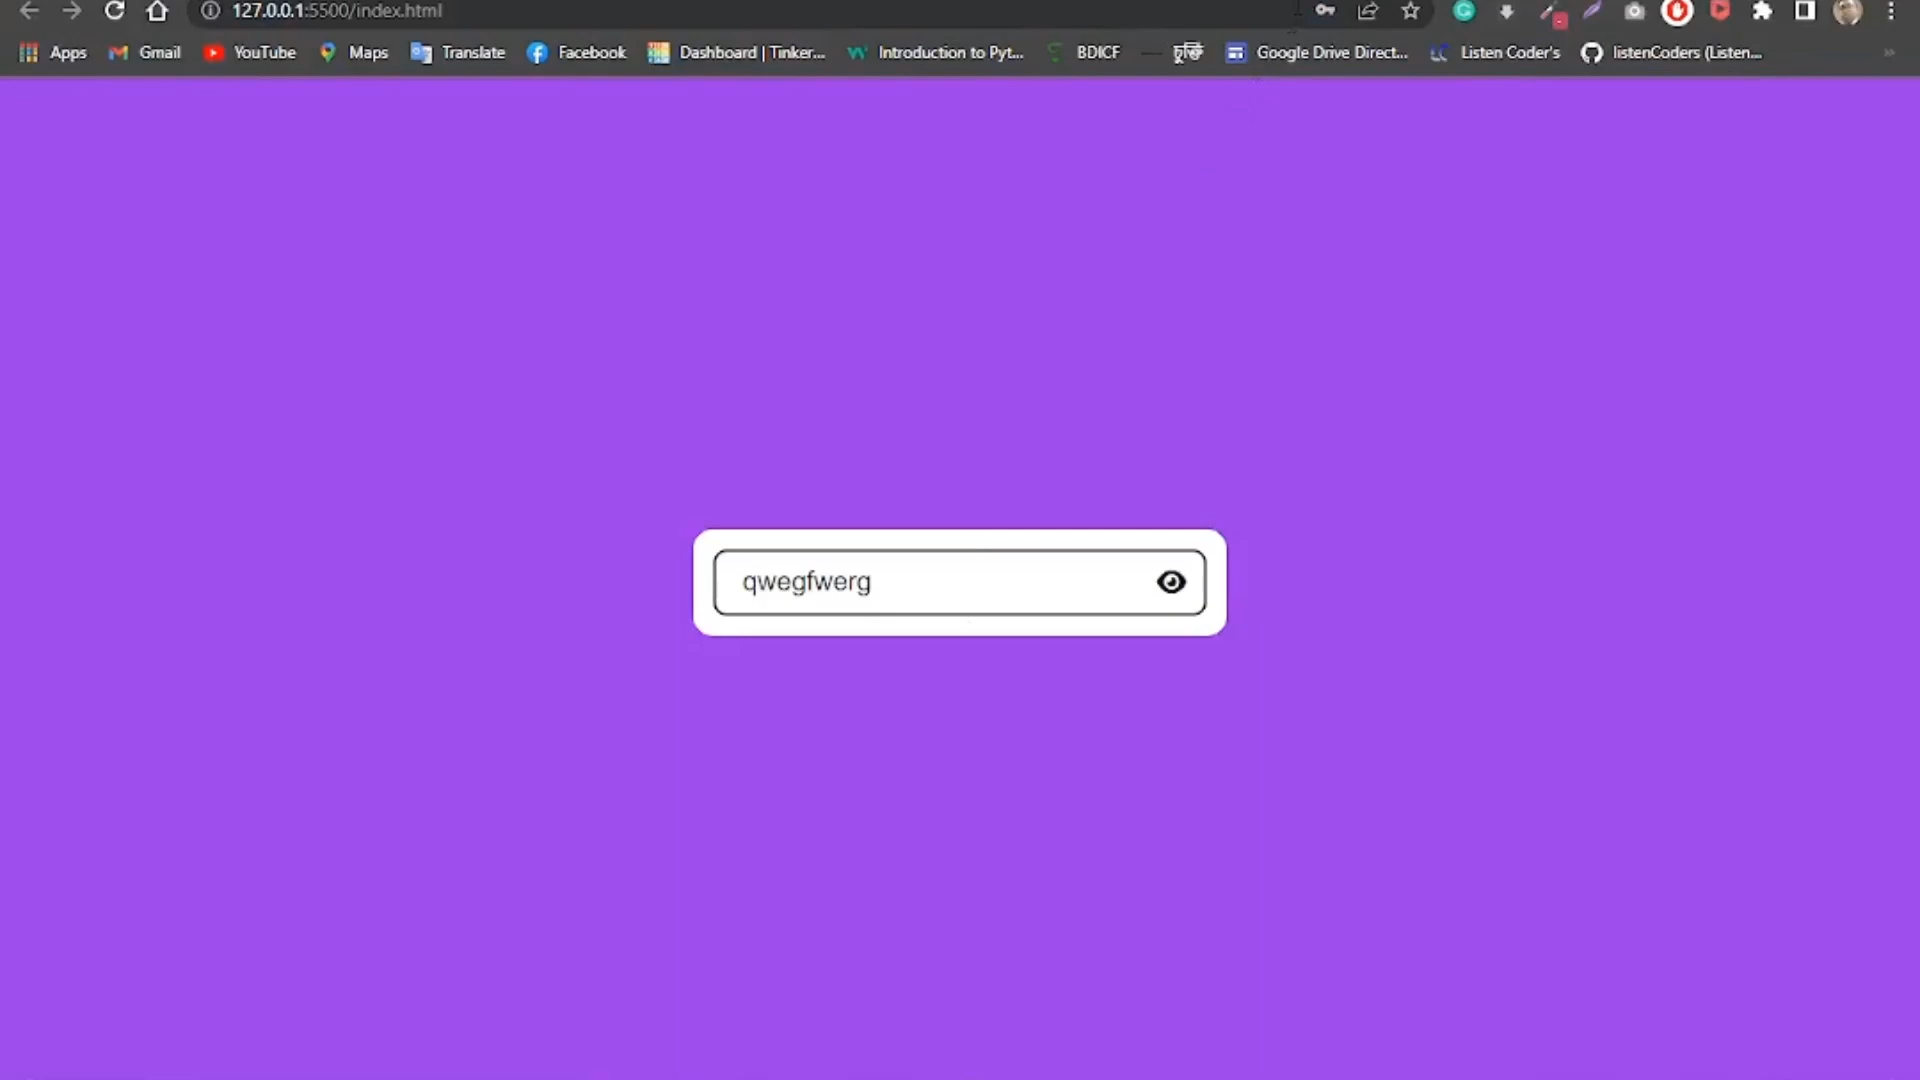 127.0.0.1:5500/index.html
Apps Gmail YouTube Maps Translate Facebook Dashboard | Tinker... Introduction to Pyt... BDICF Google Drive Direct... Listen Coder's listenCoders (Listen...
qwegfwerg